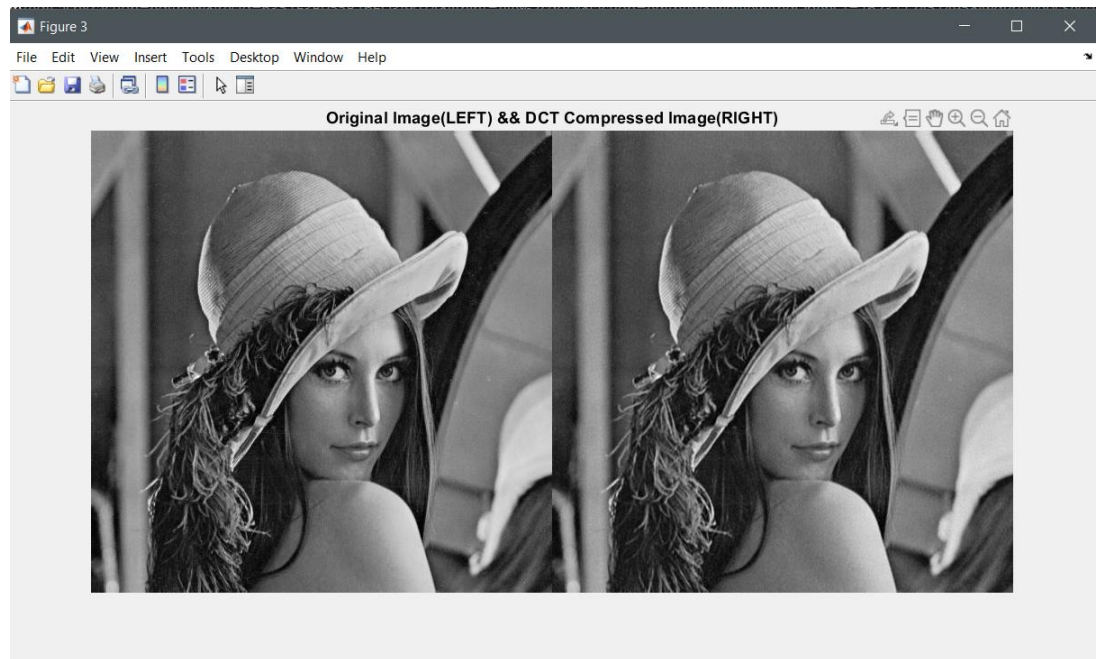 Figure 3
File Edit View Insert Tools Desktop Window Help
Original Image(LEFT) && DCT Compressed Image(RIGHT)